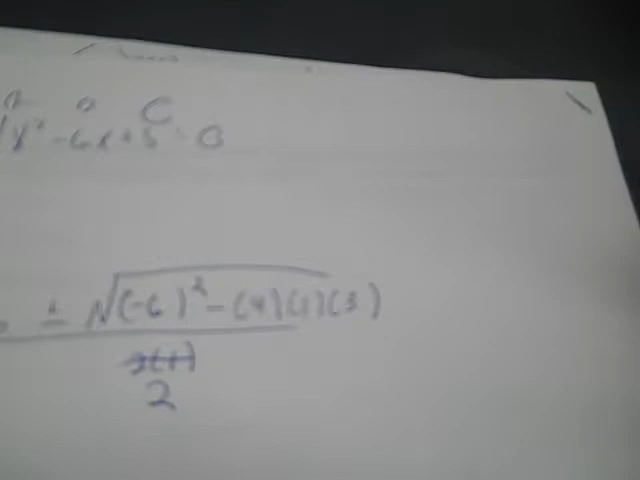 C
x² - 6x + 5 = 0
± √(-6)² - (4)(1)(5)
2(1)
2